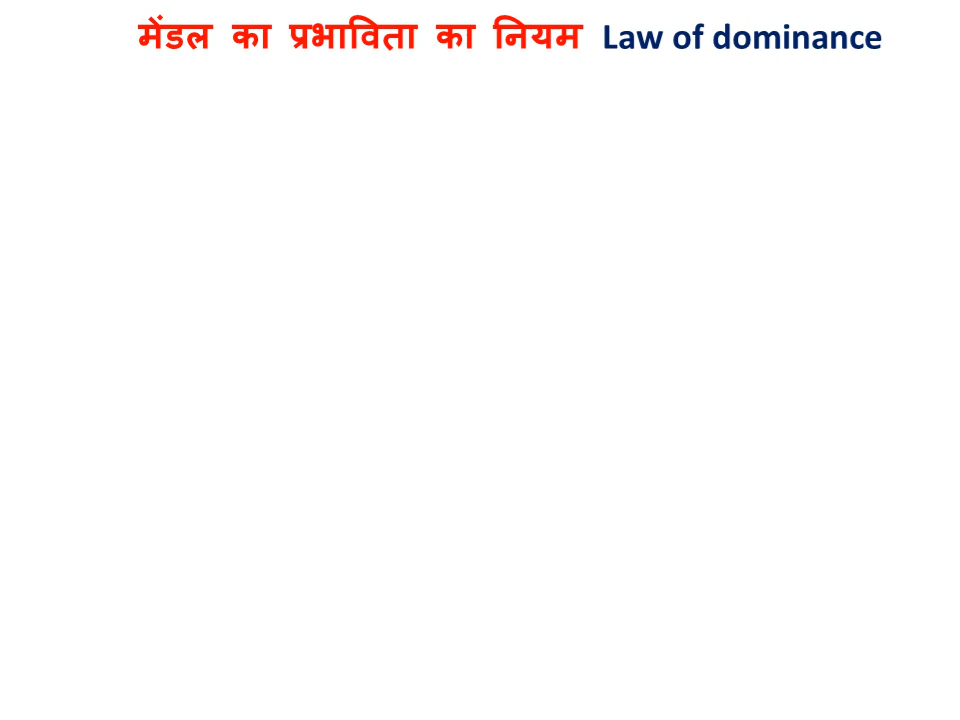 मेंडल का प्रभाविता का नियम Law of dominance